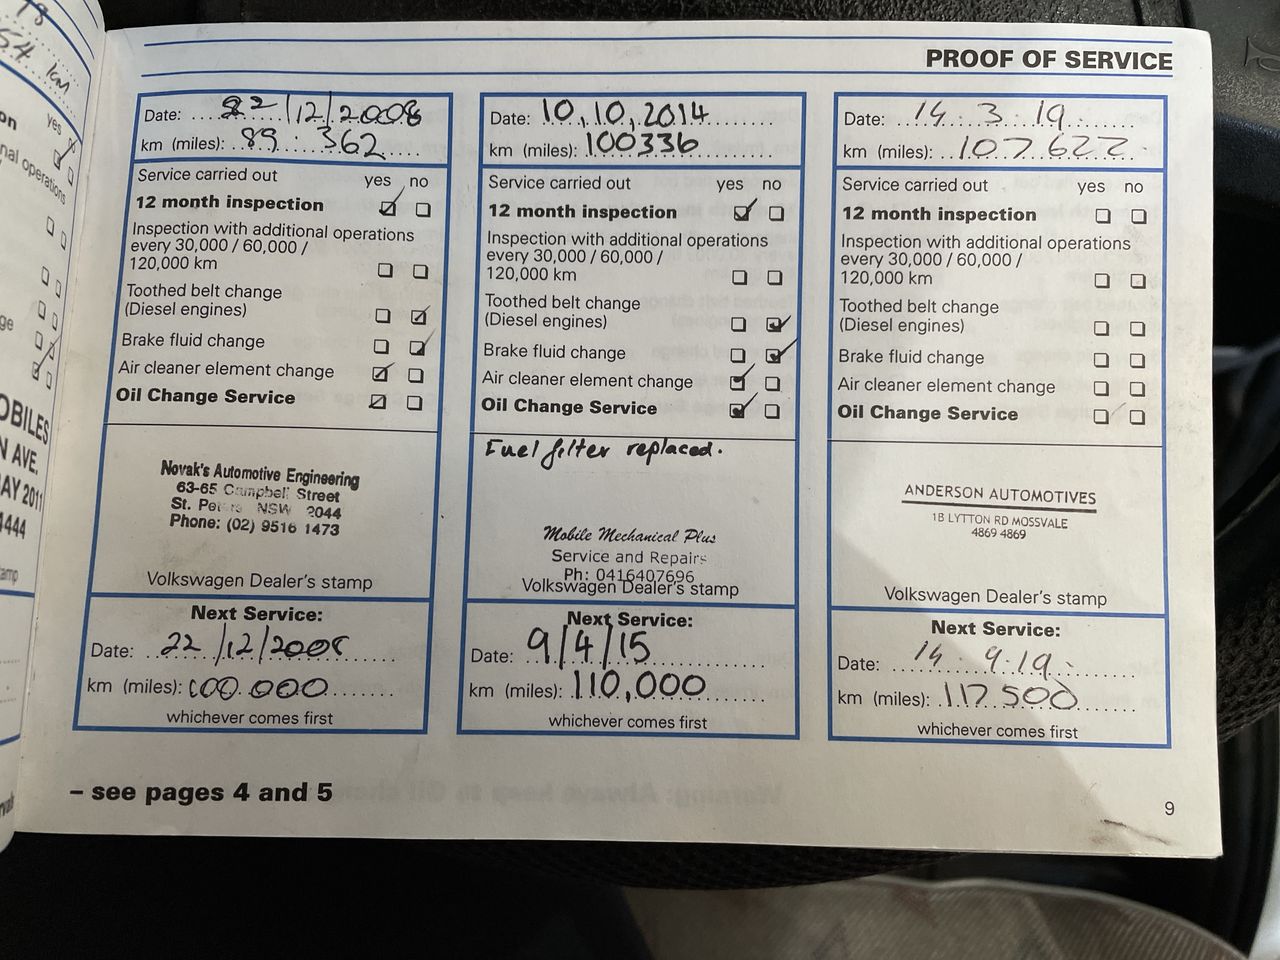 54 km
yes
PROOF OF SERVICE
Date: 22/12/2008
km (miles): 89 362
Service carried out yes no
12 month inspection
Inspection with additional operations
every 30,000 / 60,000 /
120,000 km
Toothed belt change
(Diesel engines)
Brake fluid change
Air cleaner element change
Oil Change Service
Novak's Automotive Engineering
63-65 Campbell Street
St. Peters NSW 2044
Phone: (02) 9516 1473
Volkswagen Dealer's stamp
Next Service:
Date: 22/12/2008
km (miles): 100.000
whichever comes first
Date: 10,10,2014
km (miles): 100336
Service carried out yes no
12 month inspection
Inspection with additional operations
every 30,000 / 60,000 /
120,000 km
Toothed belt change
(Diesel engines)
Brake fluid change
Air cleaner element change
Oil Change Service
Fuel filter replaced.
Mobile Mechanical Plus
Service and Repairs
Ph: 0416407696
Volkswagen Dealer's stamp
Next Service:
Date: 9/4/15
km (miles): 110,000
whichever comes first
Date: 14.3.19.
km (miles): 107622
Service carried out yes no
12 month inspection
Inspection with additional operations
every 30,000 / 60,000 /
120,000 km
Toothed belt change
(Diesel engines)
Brake fluid change
Air cleaner element change
Oil Change Service
ANDERSON AUTOMOTIVES
1B LYTTON RD MOSSVALE
4869 4869
Volkswagen Dealer's stamp
Next Service:
Date: 14.9.19.
km (miles): 117500
whichever comes first
– see pages 4 and 5
9